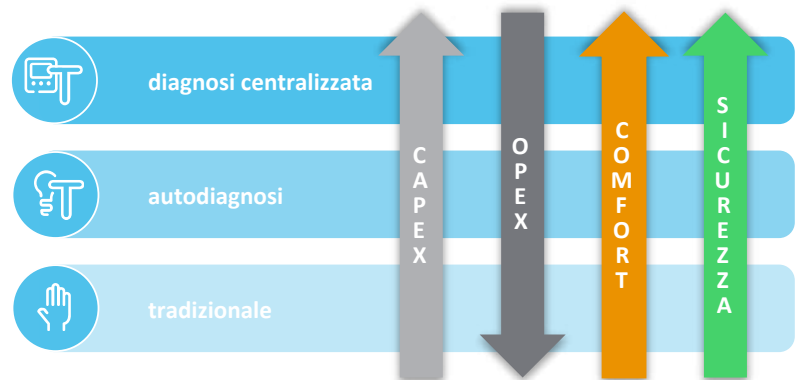 diagnosi centralizzata
autodiagnosi
tradizionale
CAPEX
OPEX
COMFORT
SICUREZZA